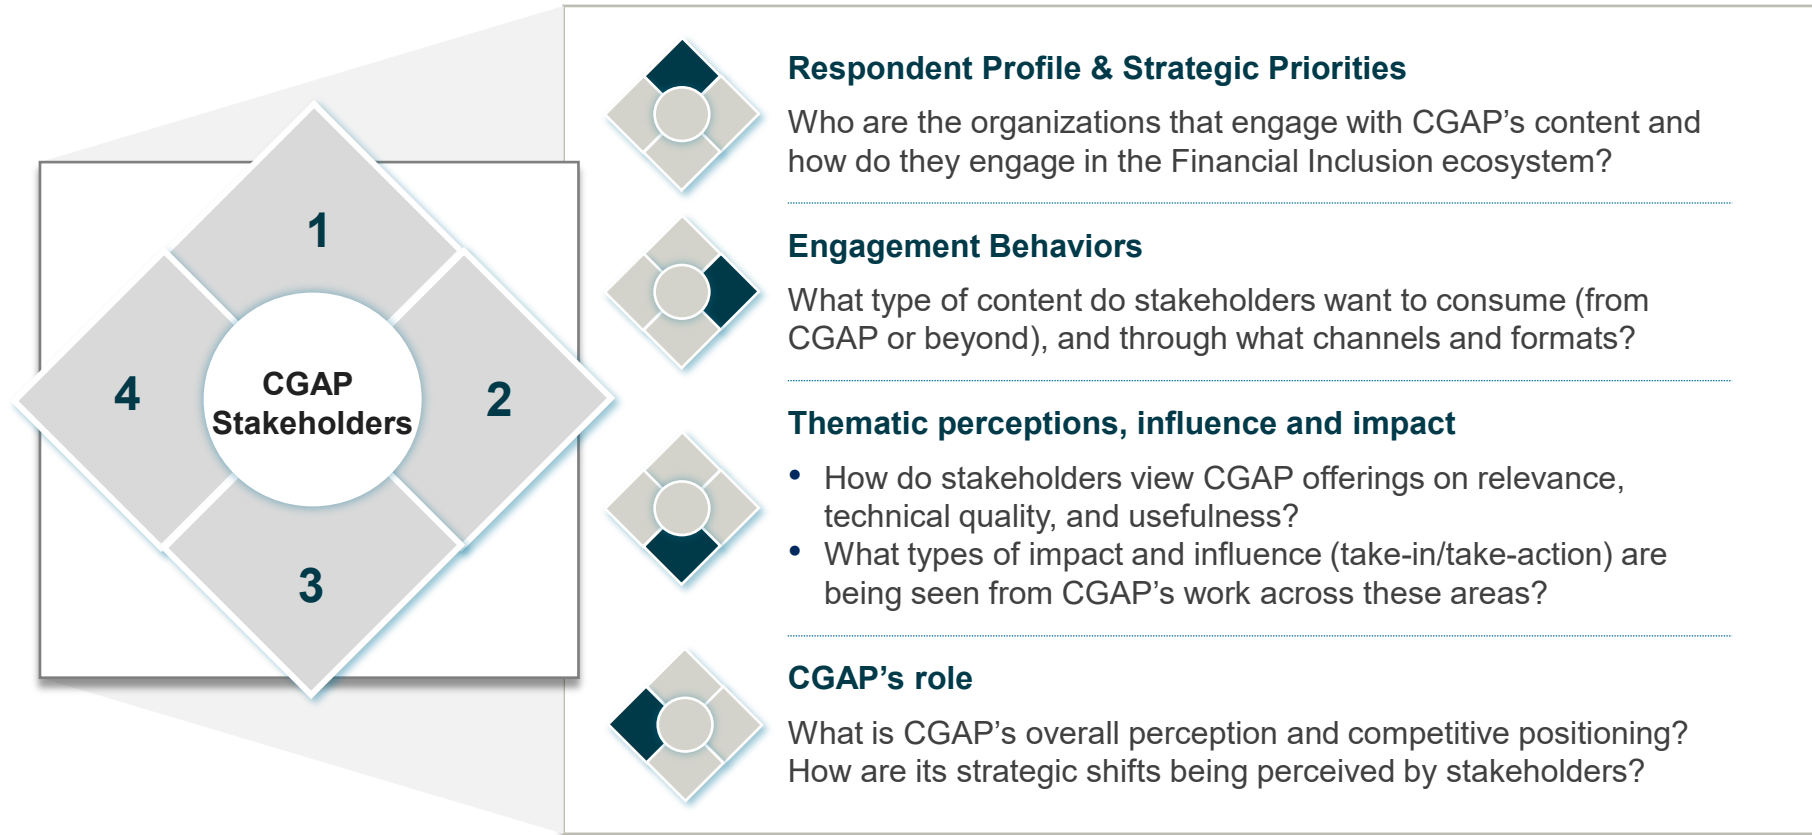 1
4
CGAP
Stakeholders
2
3
Respondent Profile & Strategic Priorities
Who are the organizations that engage with CGAP’s content and
how do they engage in the Financial Inclusion ecosystem?
Engagement Behaviors
What type of content do stakeholders want to consume (from
CGAP or beyond), and through what channels and formats?
Thematic perceptions, influence and impact
• How do stakeholders view CGAP offerings on relevance,
technical quality, and usefulness?
• What types of impact and influence (take-in/take-action) are
being seen from CGAP’s work across these areas?
CGAP’s role
What is CGAP’s overall perception and competitive positioning?
How are its strategic shifts being perceived by stakeholders?